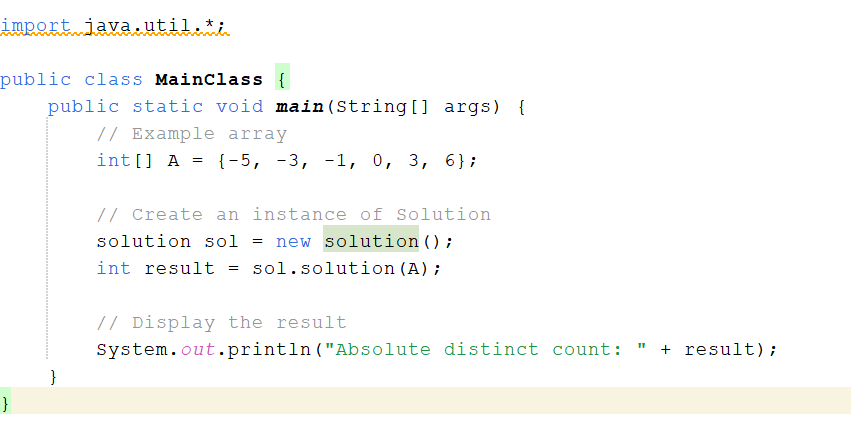 import java.util.*;
public class MainClass {
public static void main(String[] args) {
// Example array
int[] A = {-5, -3, -1, 0, 3, 6};
// Create an instance of Solution
solution sol = new solution();
int result = sol.solution(A);
// Display the result
System.out.println("Absolute distinct count: " + result);
}
}